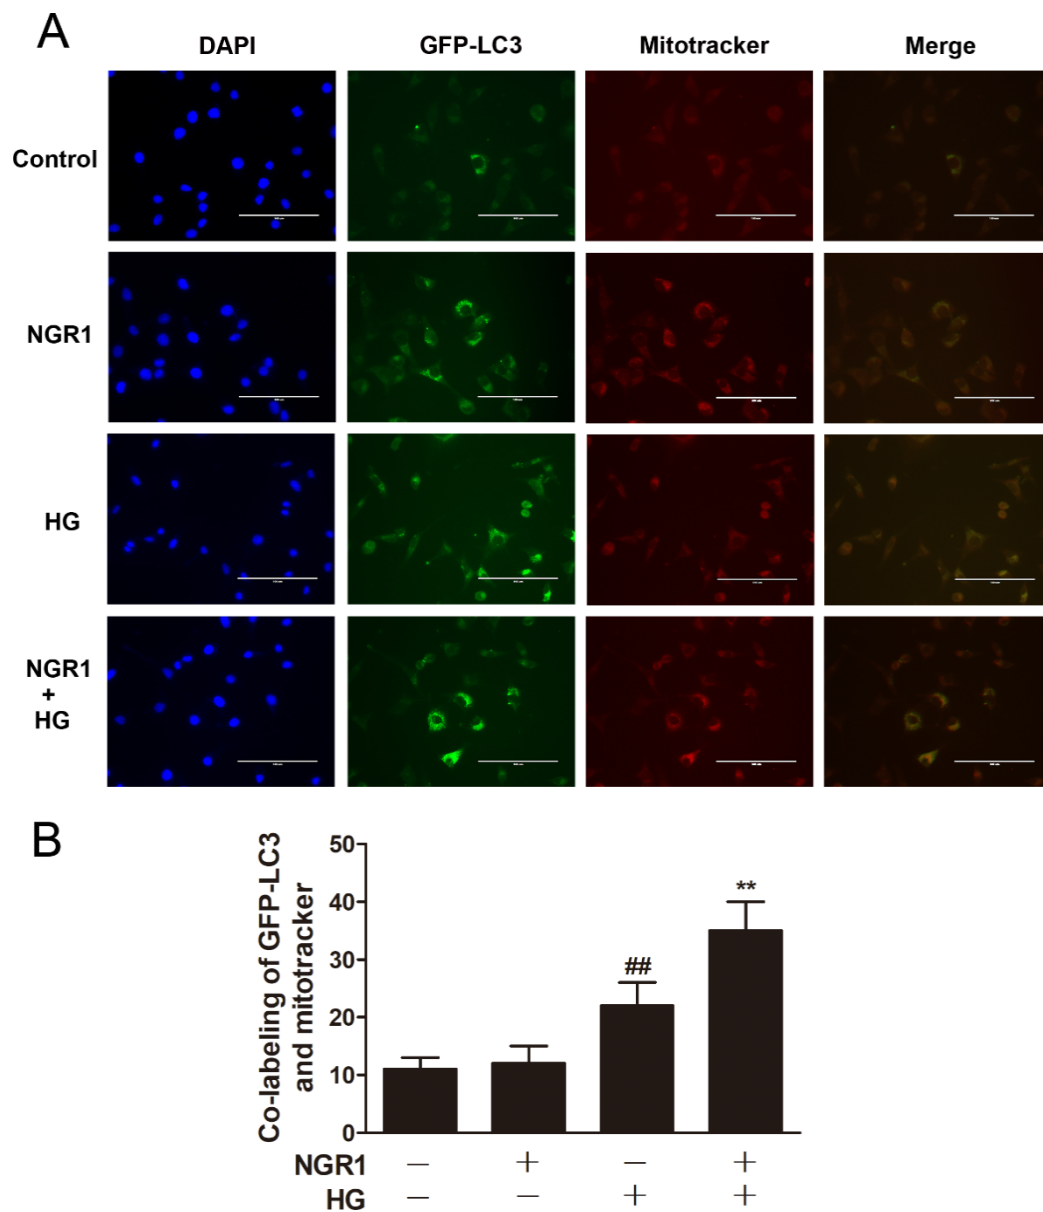 A
DAPI GFP-LC3 Mitotracker Merge
Control
NGR1
HG
NGR1
+
HG
B
Co-labeling of GFP-LC3
and mitotracker
50
40
30
20
10
0
##
**
NGR1 − + − +
HG − − + +